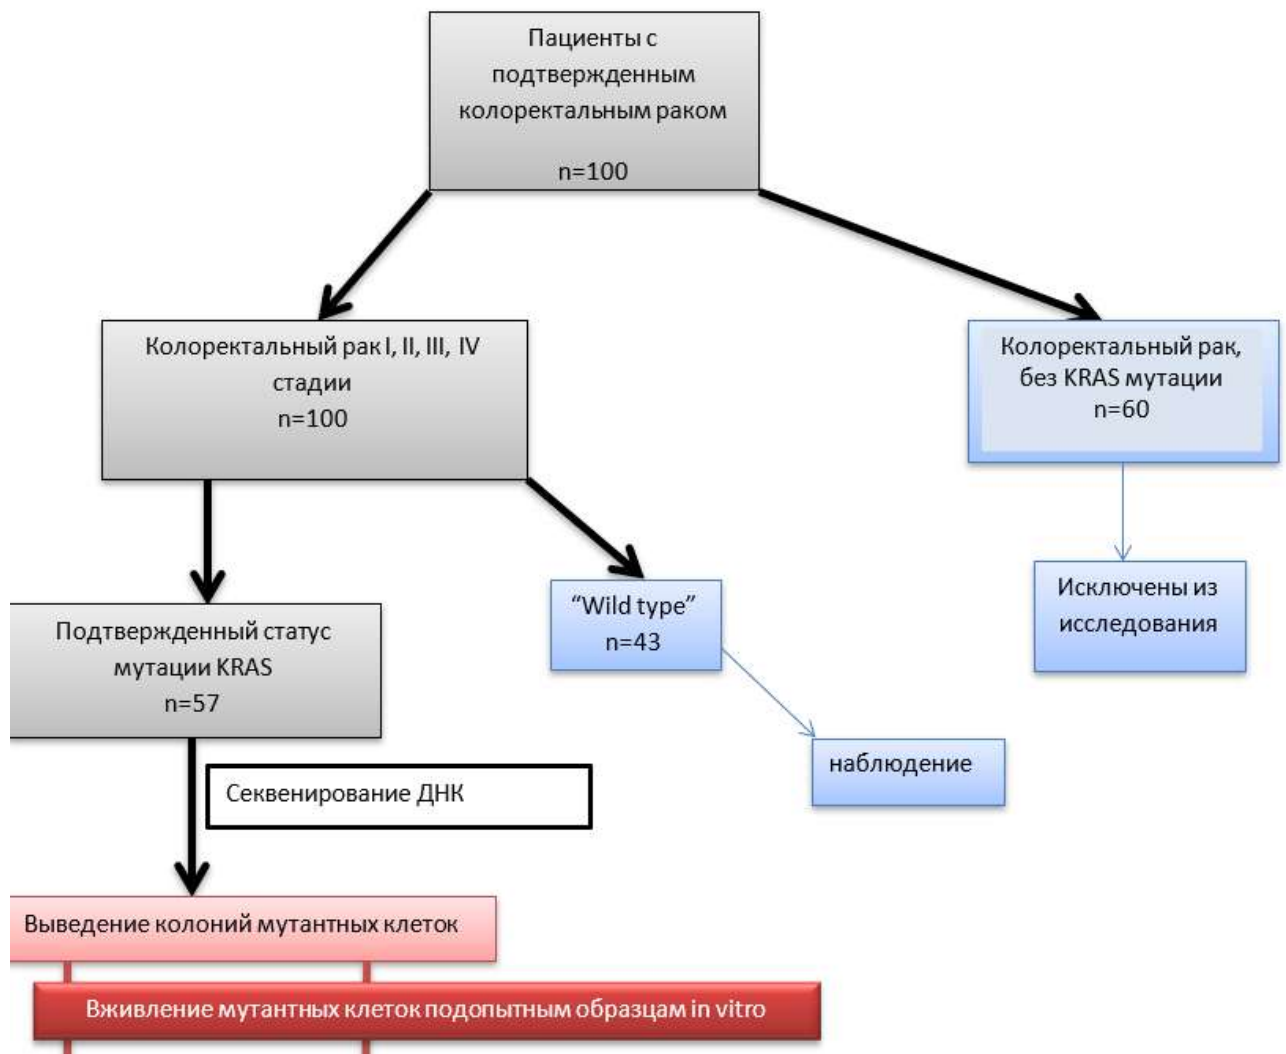 Пациенты с
подтвержденным
колоректальным раком
n=100
Колоректальный рак I, II, III, IV
стадии
n=100
Колоректальный рак,
без KRAS мутации
n=60
Исключены из
исследования
“Wild type”
n=43
Подтвержденный статус
мутации KRAS
n=57
наблюдение
Секвенирование ДНК
Выведение колоний мутантных клеток
Вживление мутантных клеток подопытным образцам in vitro